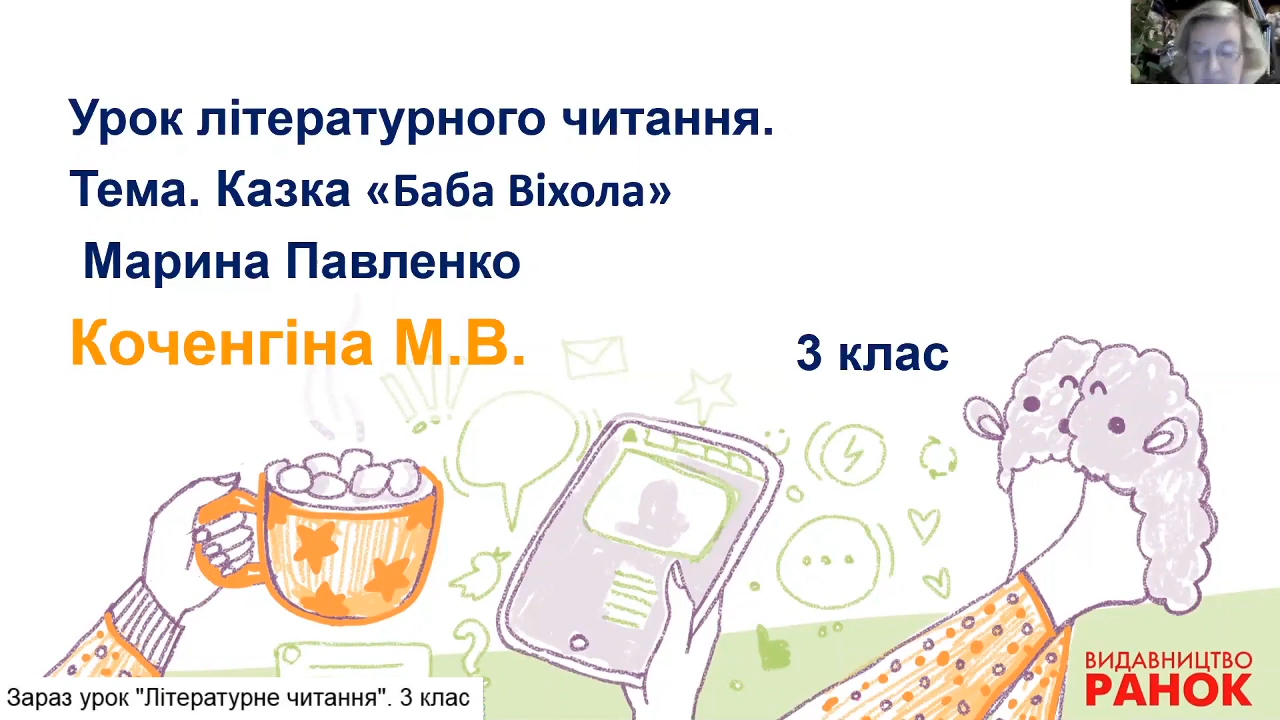 Урок літературного читання.
Тема. Казка «Баба Віхола»
Марина Павленко
Коченгіна М.В.
3 клас
ВИДАВНИЦТВО
РАНОК
Зараз урок "Літературне читання". 3 клас